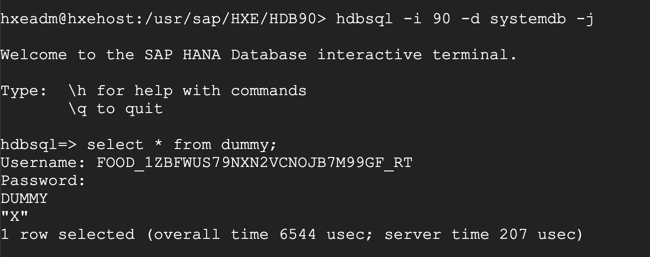 hxeadm@hxehost:/usr/sap/HXE/HDB90> hdbsql -i 90 -d systemdb -j
Welcome to the SAP HANA Database interactive terminal.
Type:  \h for help with commands
       \q to quit
hdbsql=> select * from dummy;
Username: FOOD_1ZBFWUS79NXN2VCNOJB7M99GF_RT
Password:
DUMMY
"X"
1 row selected (overall time 6544 usec; server time 207 usec)